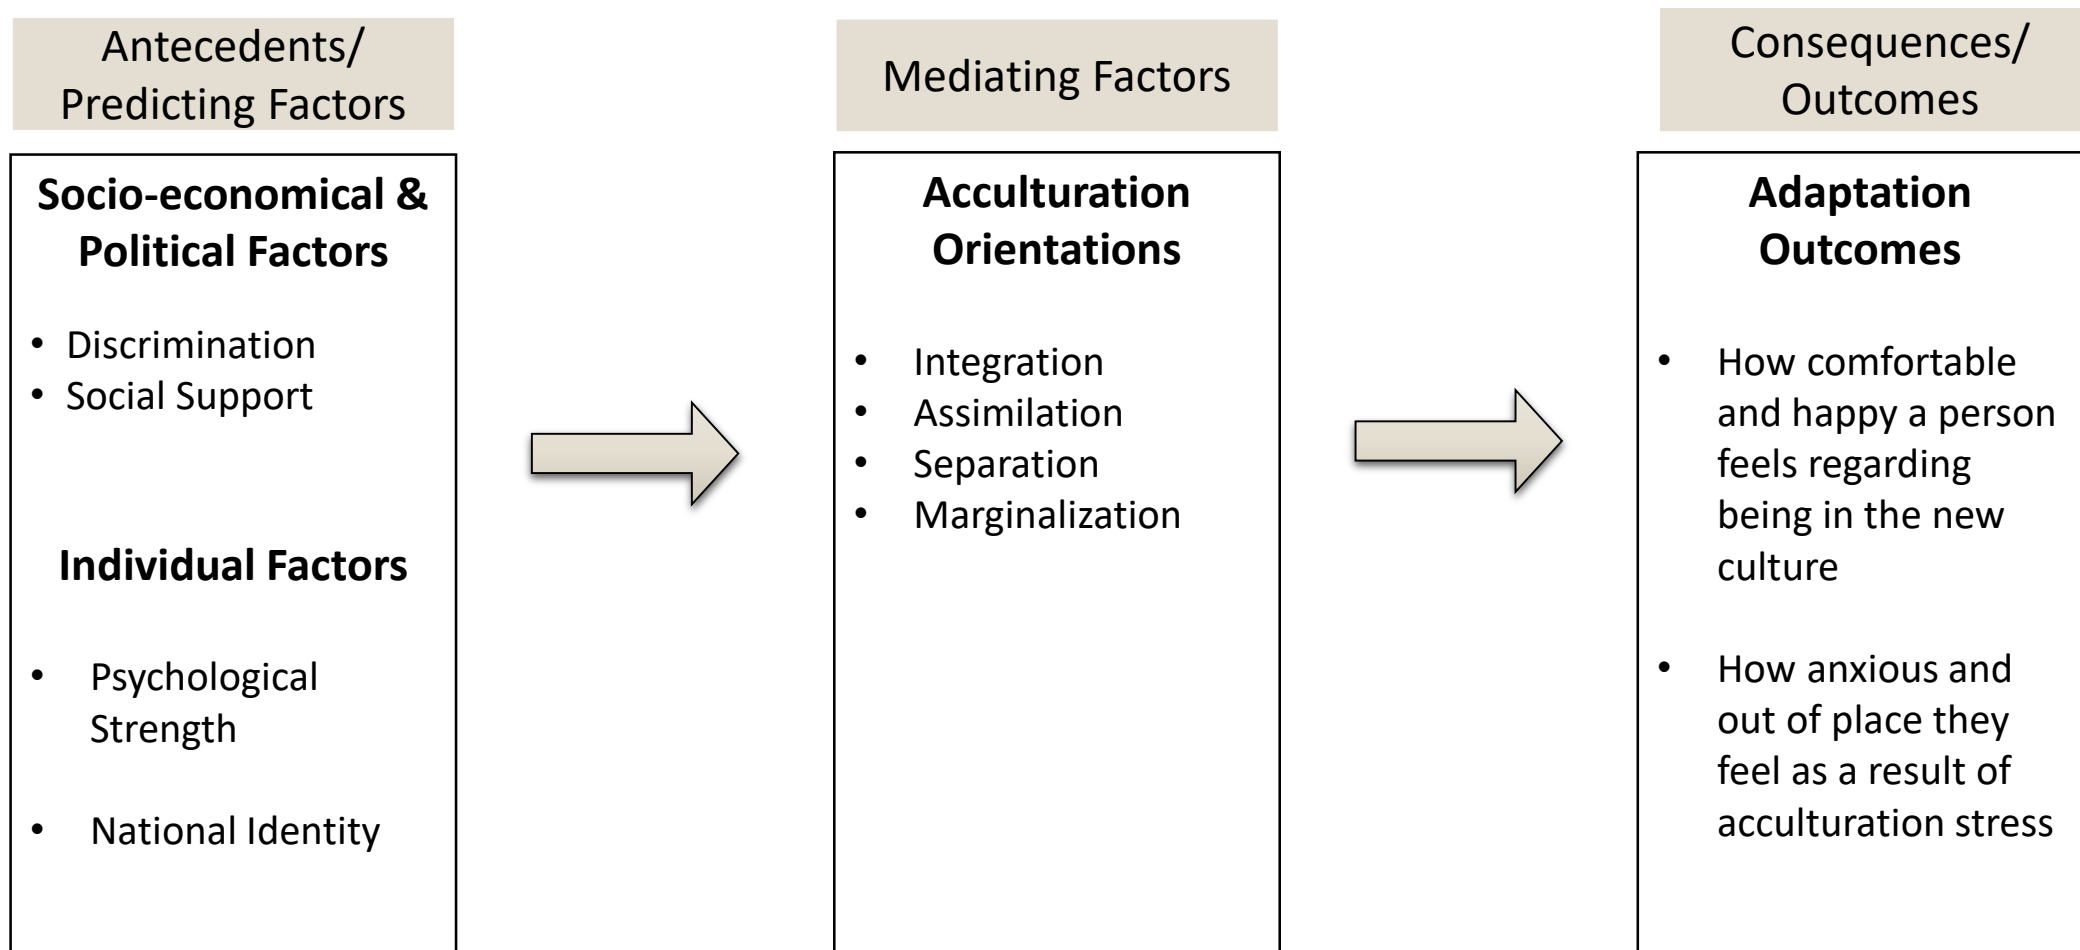 Antecedents/
Predicting Factors
Socio-economical &
Political Factors
• Discrimination
• Social Support
Individual Factors
• Psychological
Strength
• National Identity
Mediating Factors
Acculturation
Orientations
• Integration
• Assimilation
• Separation
• Marginalization
Consequences/
Outcomes
Adaptation
Outcomes
• How comfortable
and happy a person
feels regarding
being in the new
culture
• How anxious and
out of place they
feel as a result of
acculturation stress